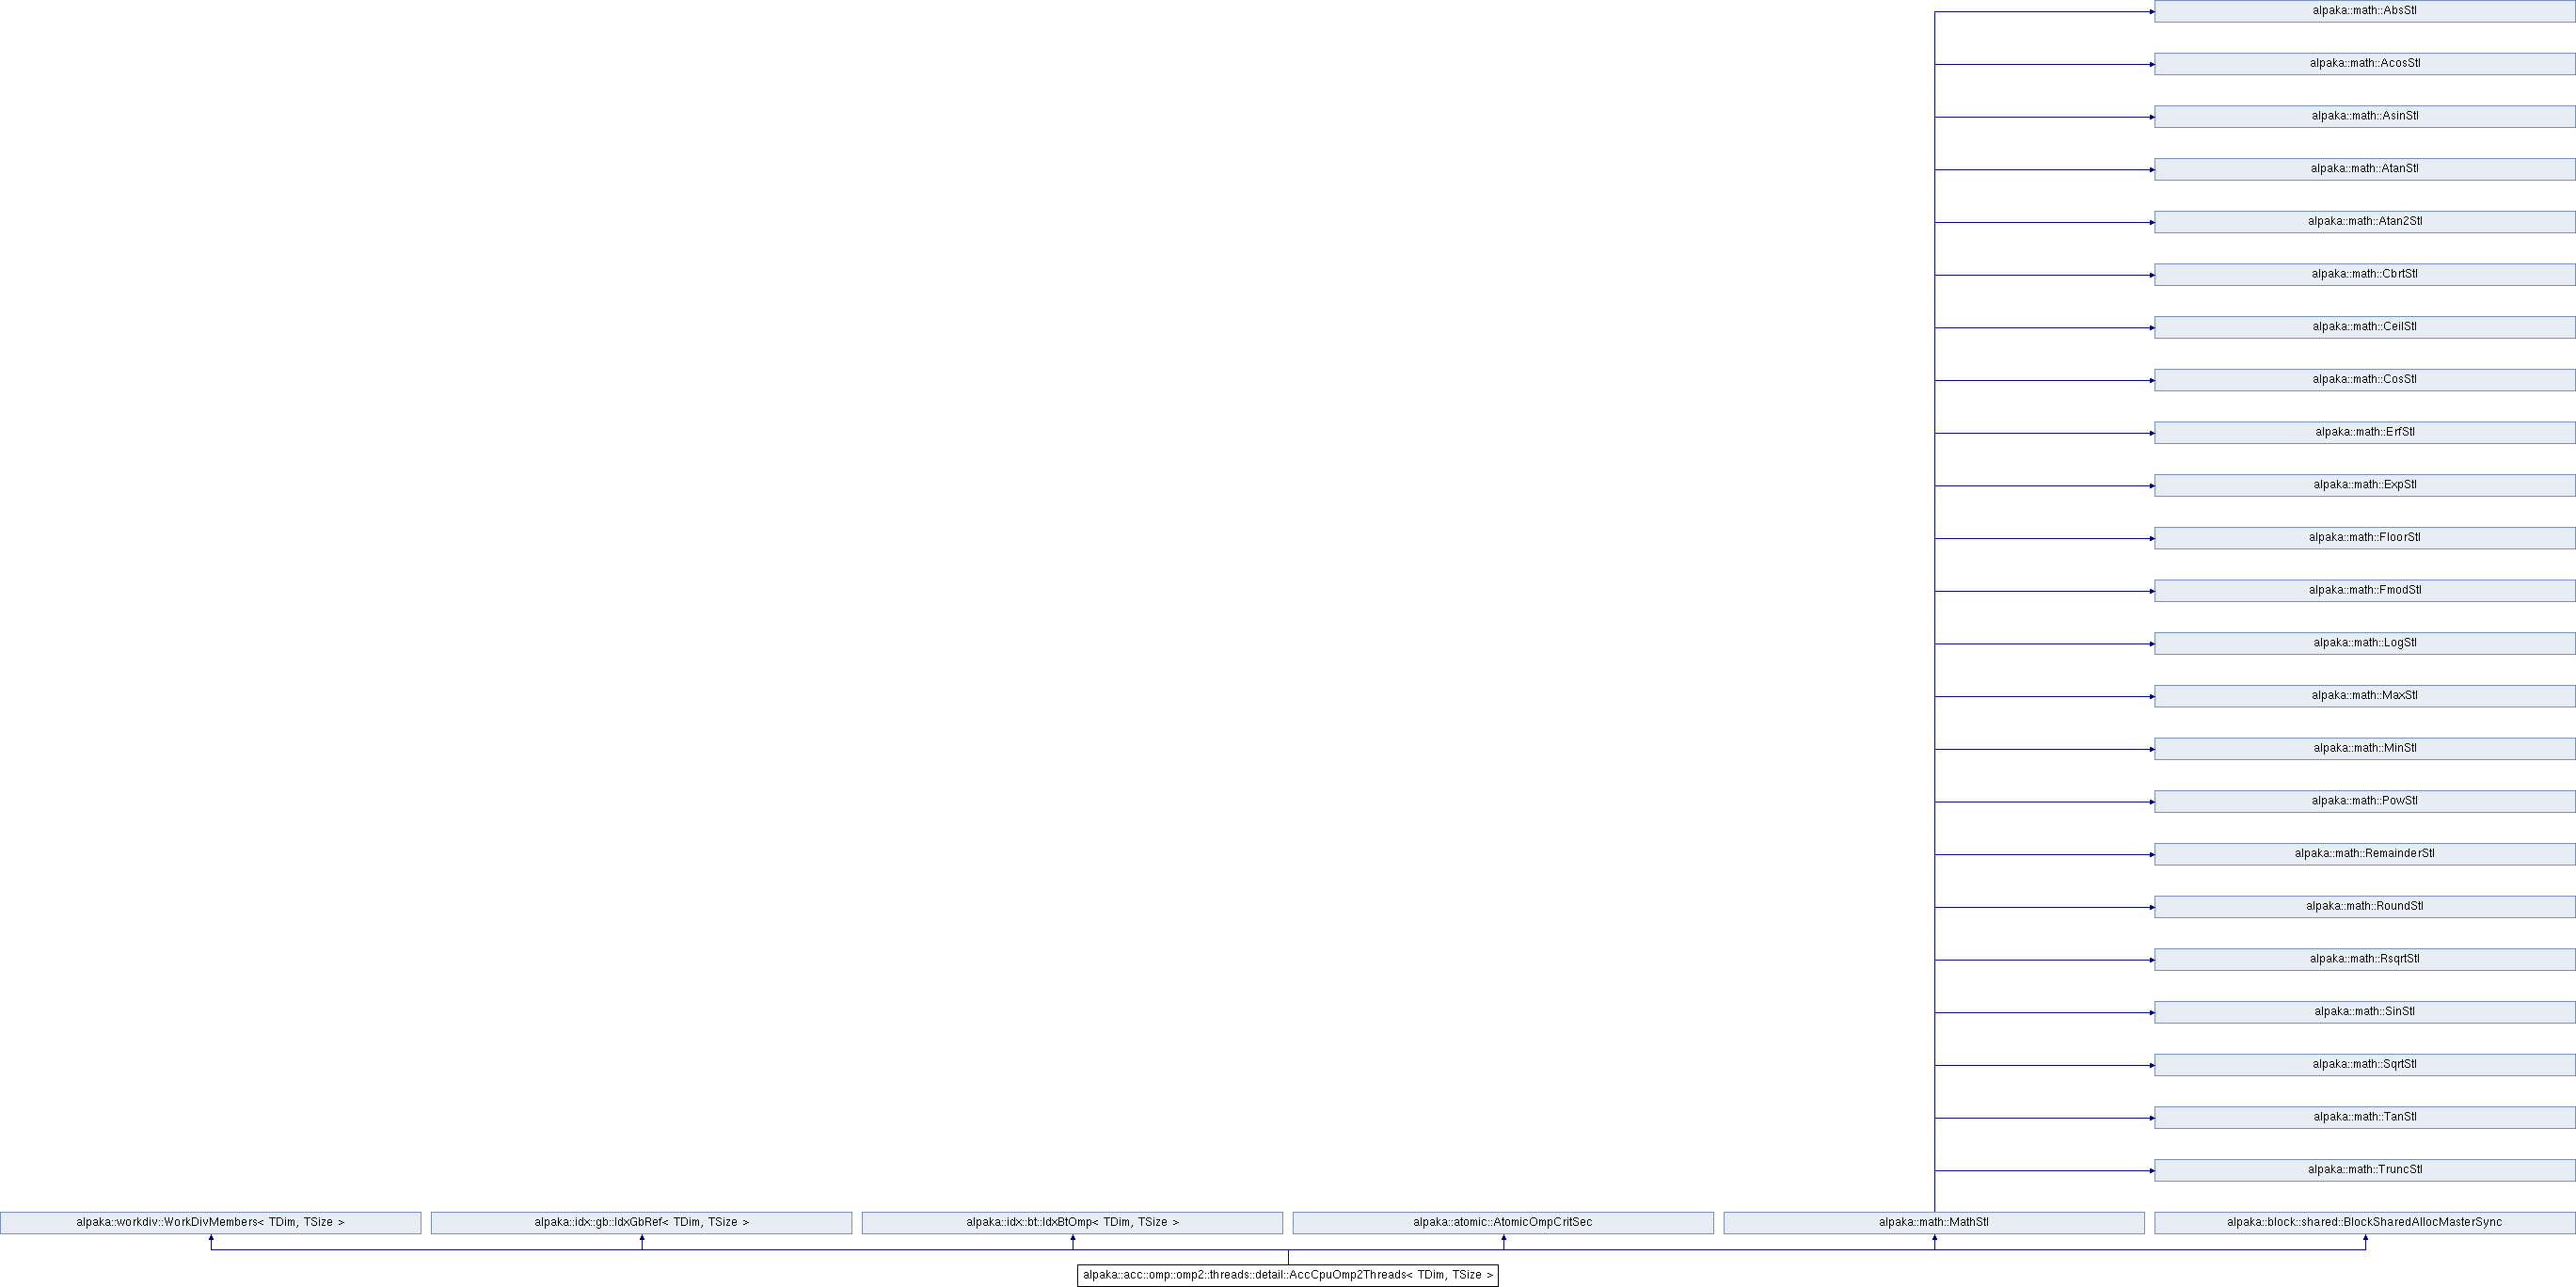 alpaka::math::AbsStl
alpaka::math::AcosStl
alpaka::math::AsinStl
alpaka::math::AtanStl
alpaka::math::Atan2Stl
alpaka::math::CbrtStl
alpaka::math::CeilStl
alpaka::math::CosStl
alpaka::math::ErfStl
alpaka::math::ExpStl
alpaka::math::FloorStl
alpaka::math::FmodStl
alpaka::math::LogStl
alpaka::math::MaxStl
alpaka::math::MinStl
alpaka::math::PowStl
alpaka::math::RemainderStl
alpaka::math::RoundStl
alpaka::math::RsqrtStl
alpaka::math::SinStl
alpaka::math::SqrtStl
alpaka::math::TanStl
alpaka::math::TruncStl
alpaka::workdiv::WorkDivMembers< TDim, TSize >
alpaka::idx::gb::IdxGbRef< TDim, TSize >
alpaka::idx::bt::IdxBtOmp< TDim, TSize >
alpaka::atomic::AtomicOmpCritSec
alpaka::math::MathStl
alpaka::block::shared::BlockSharedAllocMasterSync
alpaka::acc::omp::omp2::threads::detail::AccCpuOmp2Threads< TDim, TSize >